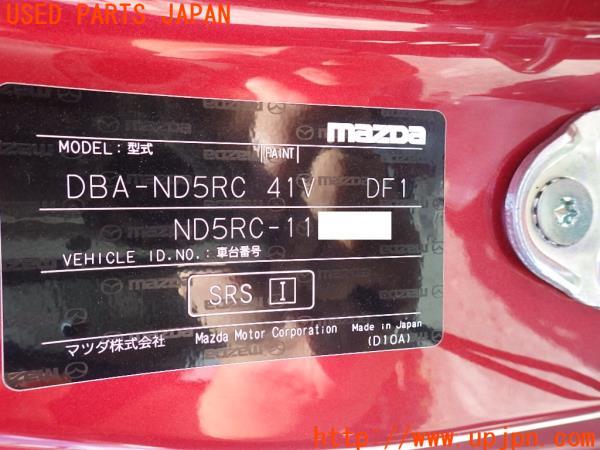 USED PARTS JAPAN
mazda
MODEL: 型式 PAINT
DBA-ND5RC 41V DF1
ND5RC-11
VEHICLE ID.NO.: 車台番号
SRS I
マツダ株式会社 Mazda Motor Corporation Made in Japan
(D10A)
http://www.upjpn.com